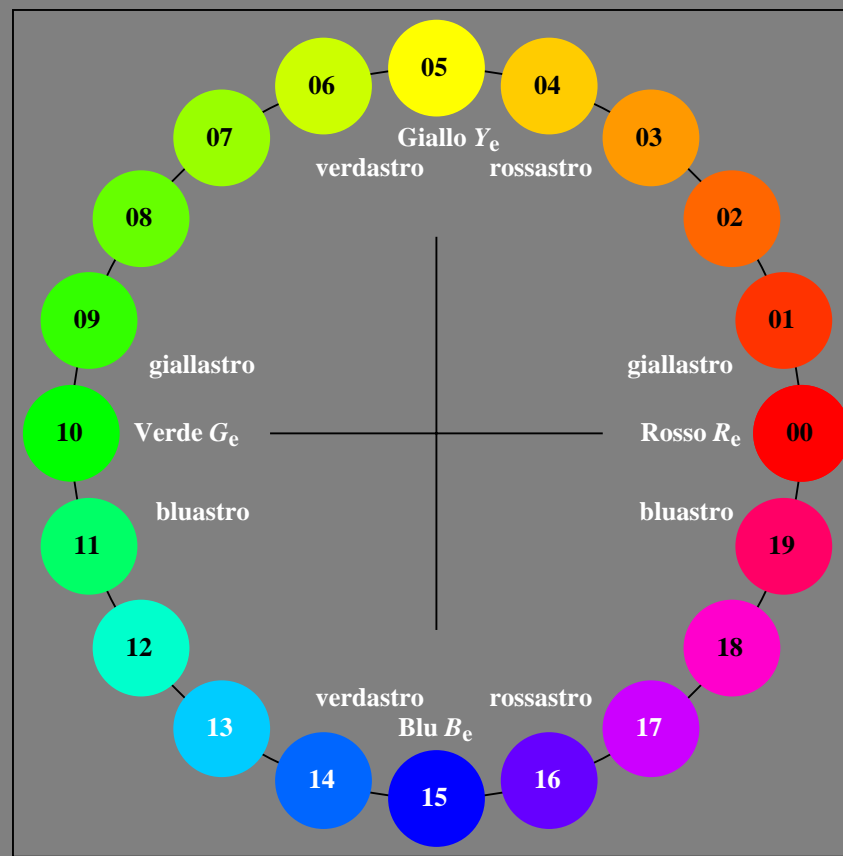 05
06
04
07
Giallo Ye
03
verdastro
rossastro
08
02
09
01
giallastro
giallastro
10
Verde Ge
Rosso Re
00
bluastro
bluastro
11
19
12
18
verdastro
rossastro
13
Blu Be
17
14
16
15